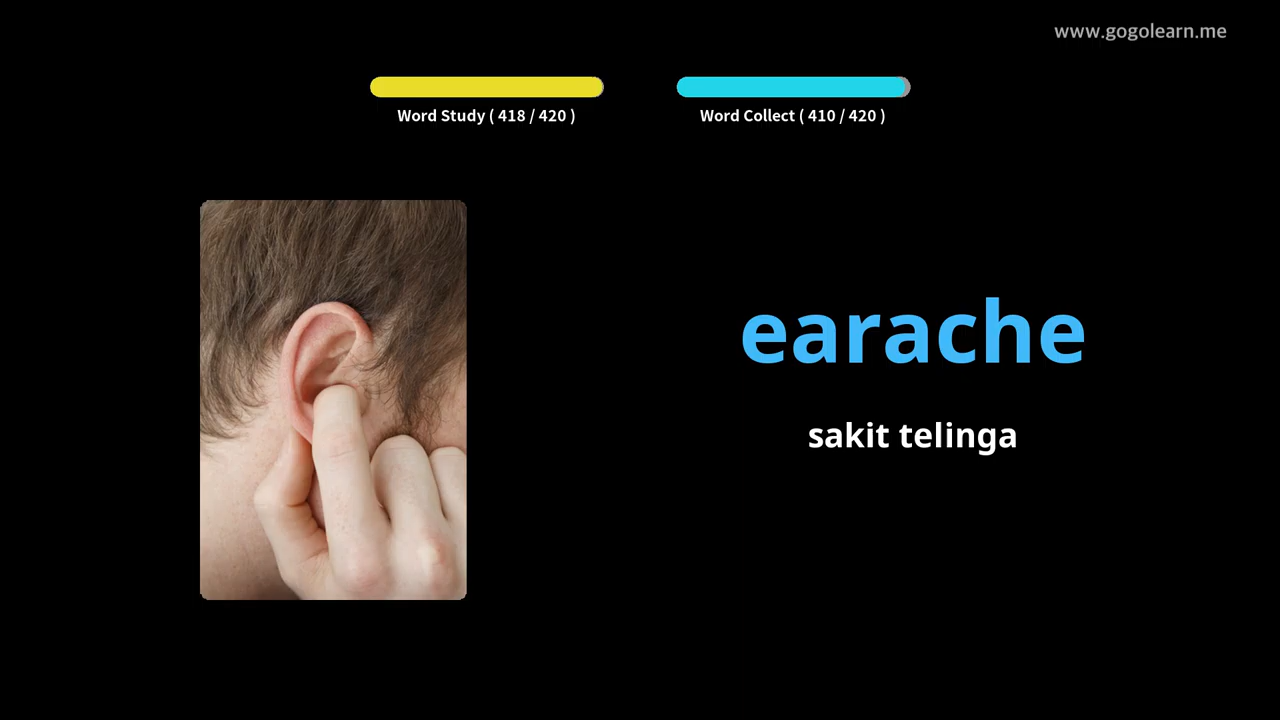 www.gogolearn.me
Word Study ( 418 / 420 )
Word Collect ( 410 / 420 )
earache
sakit telinga